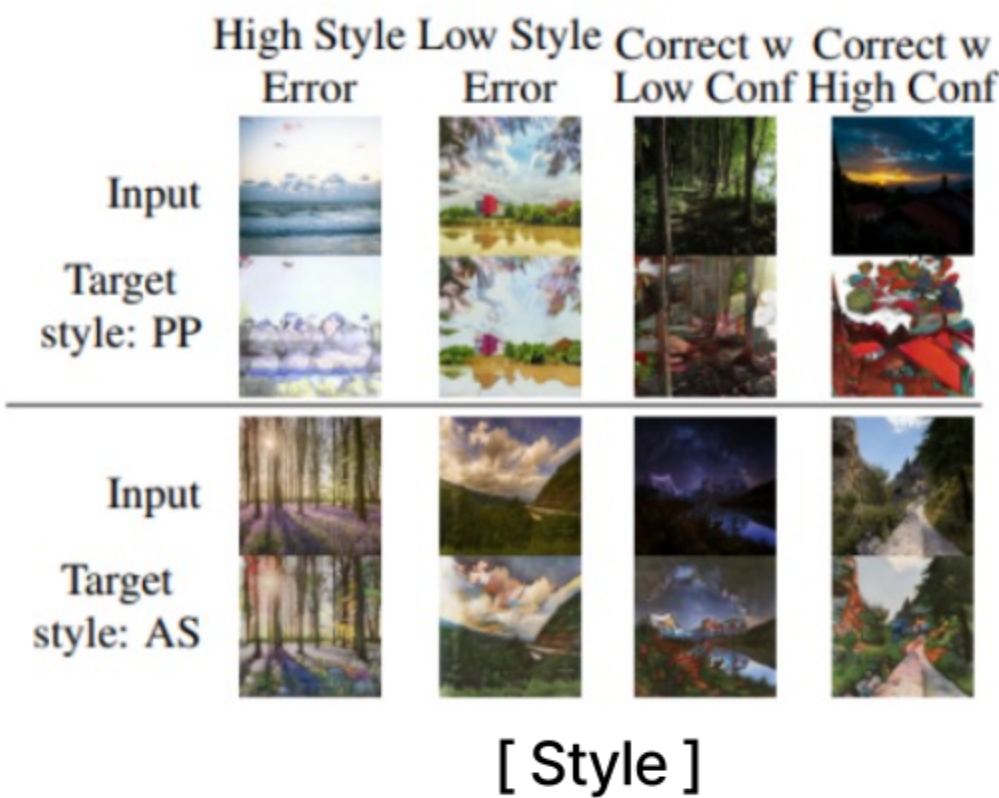 High Style Low Style Correct w Correct w
Error Error Low Conf High Conf
Input
Target
style: PP
Input
Target
style: AS
[ Style ]